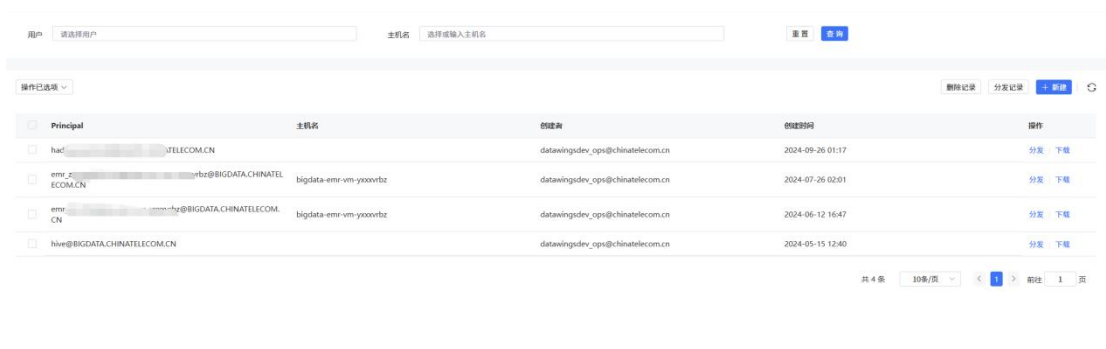 用户 请选择用户 主机名 选择或输入主机名 重置 查询
操作已选项 删除记录 分发记录 + 新建
Principal 主机名 创建者 创建时间 操作
TELECOM.CN datawingsdev_ops@chinatelecom.cn 2024-09-26 01:17 分发 下载
emr_z rbz@BIGDATA.CHINATEL
ECOM.CN bigdata-emr-vm-yxxxvrbz datawingsdev_ops@chinatelecom.cn 2024-07-26 02:01 分发 下载
emr @BIGDATA.CHINATELECOM.
CN bigdata-emr-vm-yxxxvrbz datawingsdev_ops@chinatelecom.cn 2024-06-12 16:47 分发 下载
hive@BIGDATA.CHINATELECOM.CN datawingsdev_ops@chinatelecom.cn 2024-05-15 12:40 分发 下载
共 4 条 10条/页 < 1 > 前往 1 页